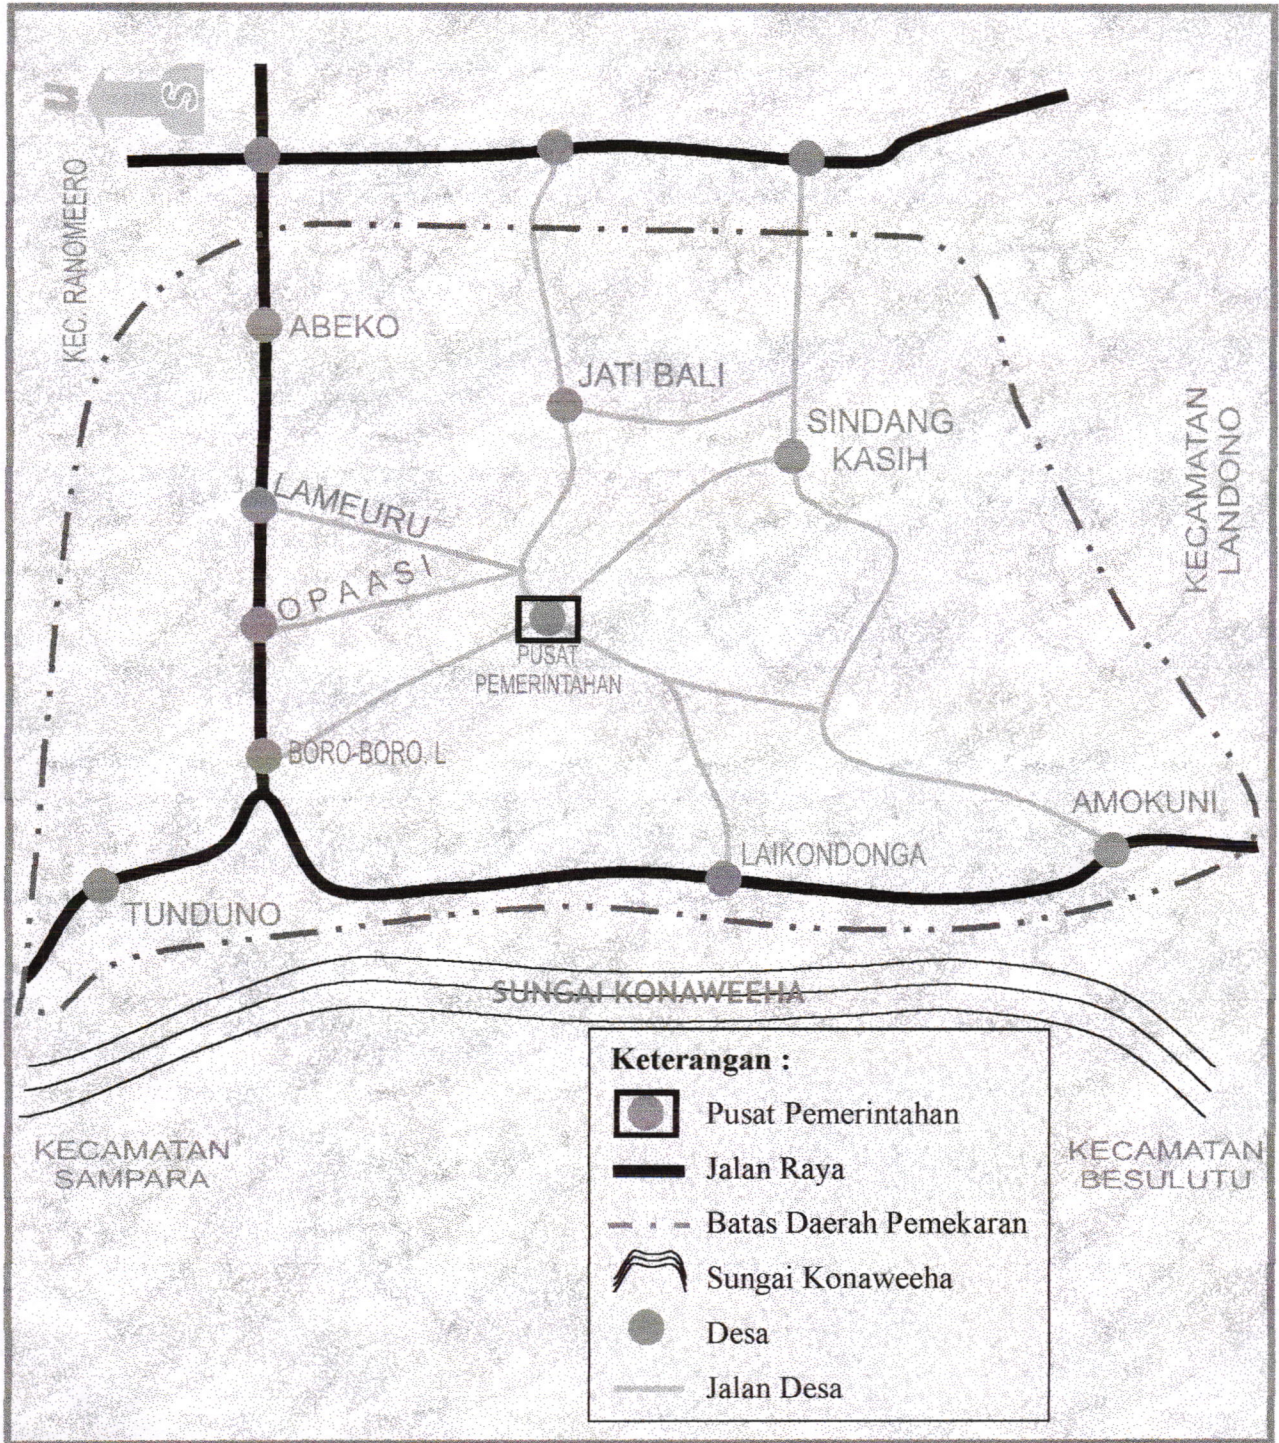 U
S
KEC. RANOMEERO
ABEKO
JATI BALI
SINDANG
KASIH
KECAMATAN
LANDONO
LAMEURU
OPAASI
PUSAT
PEMERINTAHAN
BORO-BORO. L
AMOKUNI
LAIKONDONGA
TUNDUNO
SUNGAI KONAWEEHA
KECAMATAN
SAMPARA
KECAMATAN
BESULUTU
Keterangan :
Pusat Pemerintahan
Jalan Raya
Batas Daerah Pemekaran
Sungai Konaweeha
Desa
Jalan Desa